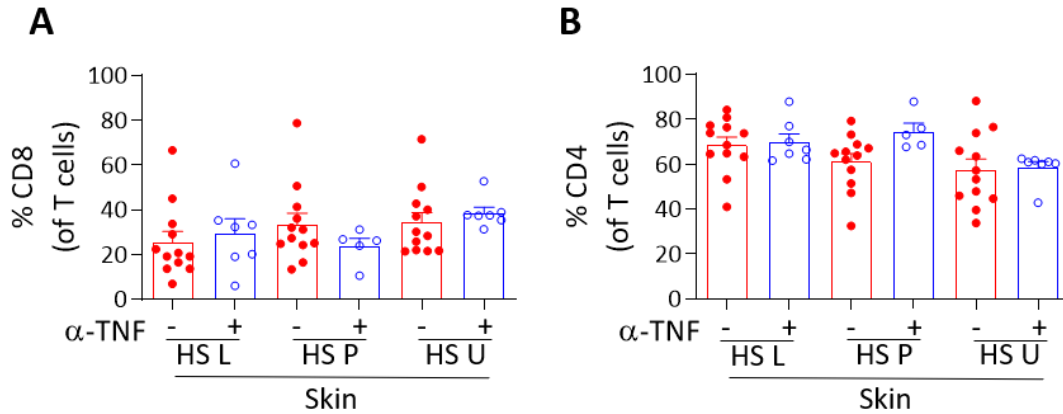 A
% CD8
(of T cells)
100
80
60
40
20
0
α-TNF - + - + - +
HS L HS P HS U
Skin
B
% CD4
(of T cells)
100
80
60
40
20
0
α-TNF - + - + - +
HS L HS P HS U
Skin